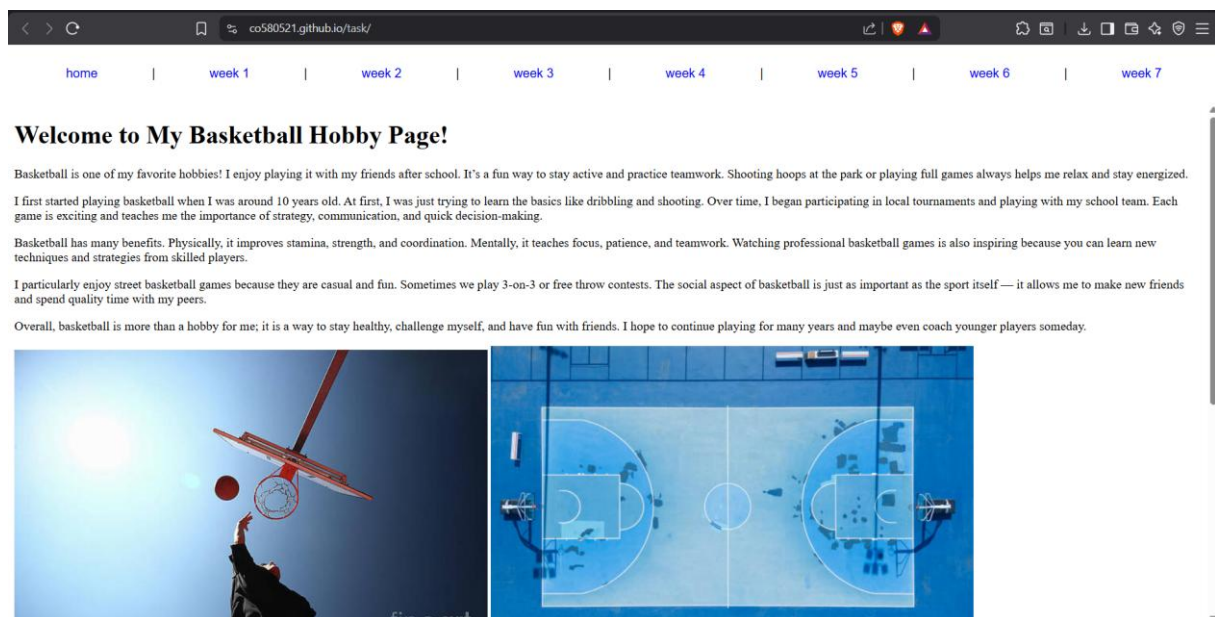 co580521.github.io/task/
home | week 1 | week 2 | week 3 | week 4 | week 5 | week 6 | week 7
Welcome to My Basketball Hobby Page!
Basketball is one of my favorite hobbies! I enjoy playing it with my friends after school. It’s a fun way to stay active and practice teamwork. Shooting hoops at the park or playing full games always helps me relax and stay energized.
I first started playing basketball when I was around 10 years old. At first, I was just trying to learn the basics like dribbling and shooting. Over time, I began participating in local tournaments and playing with my school team. Each
game is exciting and teaches me the importance of strategy, communication, and quick decision-making.
Basketball has many benefits. Physically, it improves stamina, strength, and coordination. Mentally, it teaches focus, patience, and teamwork. Watching professional basketball games is also inspiring because you can learn new
techniques and strategies from skilled players.
I particularly enjoy street basketball games because they are casual and fun. Sometimes we play 3-on-3 or free throw contests. The social aspect of basketball is just as important as the sport itself — it allows me to make new friends
and spend quality time with my peers.
Overall, basketball is more than a hobby for me; it is a way to stay healthy, challenge myself, and have fun with friends. I hope to continue playing for many years and maybe even coach younger players someday.